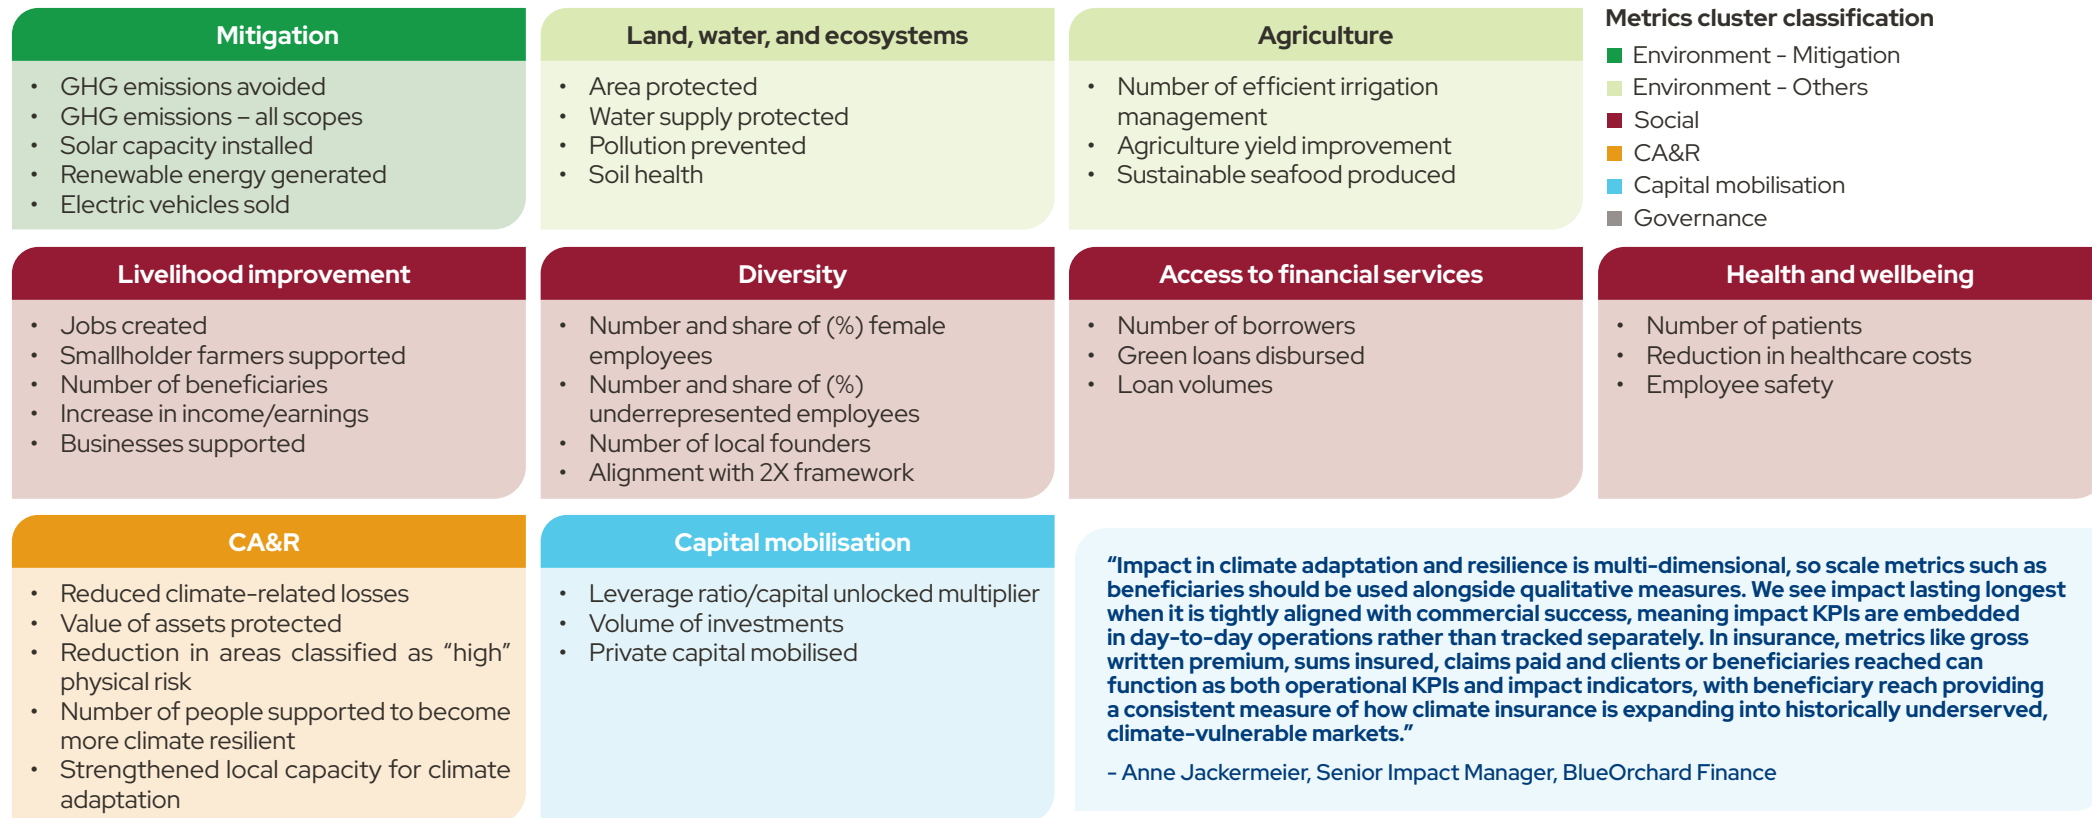 Mitigation
• GHG emissions avoided
• GHG emissions – all scopes
• Solar capacity installed
• Renewable energy generated
• Electric vehicles sold
Land, water, and ecosystems
• Area protected
• Water supply protected
• Pollution prevented
• Soil health
Agriculture
• Number of efficient irrigation
management
• Agriculture yield improvement
• Sustainable seafood produced
Metrics cluster classification
Environment - Mitigation
Environment - Others
Social
CA&R
Capital mobilisation
Governance
Livelihood improvement
• Jobs created
• Smallholder farmers supported
• Number of beneficiaries
• Increase in income/earnings
• Businesses supported
Diversity
• Number and share of (%) female
employees
• Number and share of (%)
underrepresented employees
• Number of local founders
• Alignment with 2X framework
Access to financial services
• Number of borrowers
• Green loans disbursed
• Loan volumes
Health and wellbeing
• Number of patients
• Reduction in healthcare costs
• Employee safety
CA&R
• Reduced climate-related losses
• Value of assets protected
• Reduction in areas classified as “high”
physical risk
• Number of people supported to become
more climate resilient
• Strengthened local capacity for climate
adaptation
Capital mobilisation
• Leverage ratio/capital unlocked multiplier
• Volume of investments
• Private capital mobilised
“Impact in climate adaptation and resilience is multi-dimensional, so scale metrics such as
beneficiaries should be used alongside qualitative measures. We see impact lasting longest
when it is tightly aligned with commercial success, meaning impact KPIs are embedded
in day-to-day operations rather than tracked separately. In insurance, metrics like gross
written premium, sums insured, claims paid and clients or beneficiaries reached can
function as both operational KPIs and impact indicators, with beneficiary reach providing
a consistent measure of how climate insurance is expanding into historically underserved,
climate-vulnerable markets.”
- Anne Jackermeier, Senior Impact Manager, BlueOrchard Finance